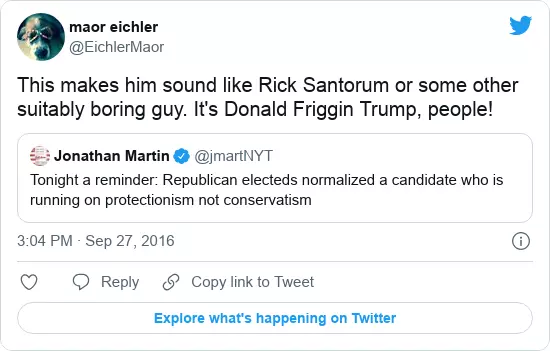 maor eichler
@EichlerMaor
This makes him sound like Rick Santorum or some other
suitably boring guy. It's Donald Friggin Trump, people!
Jonathan Martin @jmartNYT
Tonight a reminder: Republican electeds normalized a candidate who is
running on protectionism not conservatism
3:04 PM · Sep 27, 2016
Reply Copy link to Tweet
Explore what's happening on Twitter